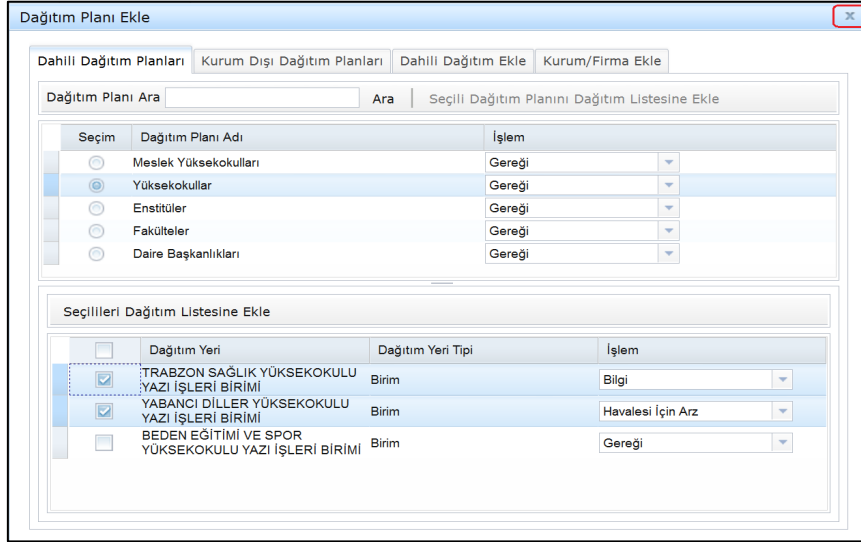 Dağıtım Planı Ekle
Dahili Dağıtım Planları Kurum Dışı Dağıtım Planları Dahili Dağıtım Ekle Kurum/Firma Ekle
Dağıtım Planı Ara Ara Seçili Dağıtım Planını Dağıtım Listesine Ekle
Seçim Dağıtım Planı Adı İşlem
Meslek Yüksekokulları Gereği
Yüksekokullar Gereği
Enstitüler Gereği
Fakülteler Gereği
Daire Başkanlıkları Gereği
Seçilileri Dağıtım Listesine Ekle
Dağıtım Yeri Dağıtım Yeri Tipi İşlem
TRABZON SAĞLIK YÜKSEKOKULU
YAZI İŞLERİ BİRİMİ Birim Bilgi
YABANCI DİLLER YÜKSEKOKULU
YAZI İŞLERİ BİRİMİ Birim Havalesi İçin Arz
BEDEN EĞİTİMİ VE SPOR
YÜKSEKOKULU YAZI İŞLERİ BİRİMİ Birim Gereği